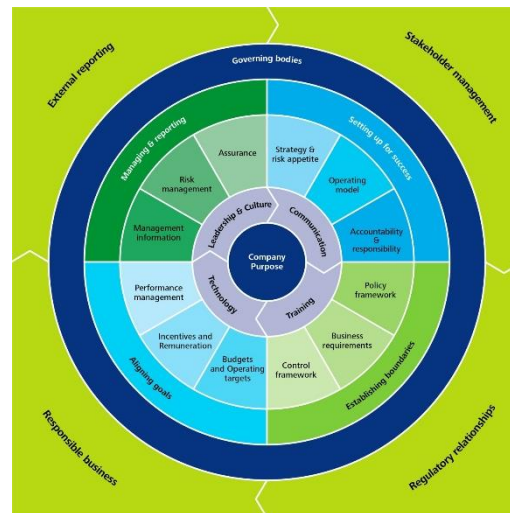 External reporting
Governing bodies
Stakeholder management
Managing & reporting
Setting up for success
Assurance
Strategy &
risk appetite
Risk
management
Operating
model
Management
information
Accountability
&
responsibility
Leadership & Culture
Communication
Company
Purpose
Technology
Training
Performance
management
Policy
framework
Incentives and
Remuneration
Business
requirements
Budgets
and Operating
targets
Control
framework
Aligning goals
Establishing boundaries
Responsible business
Regulatory relationships